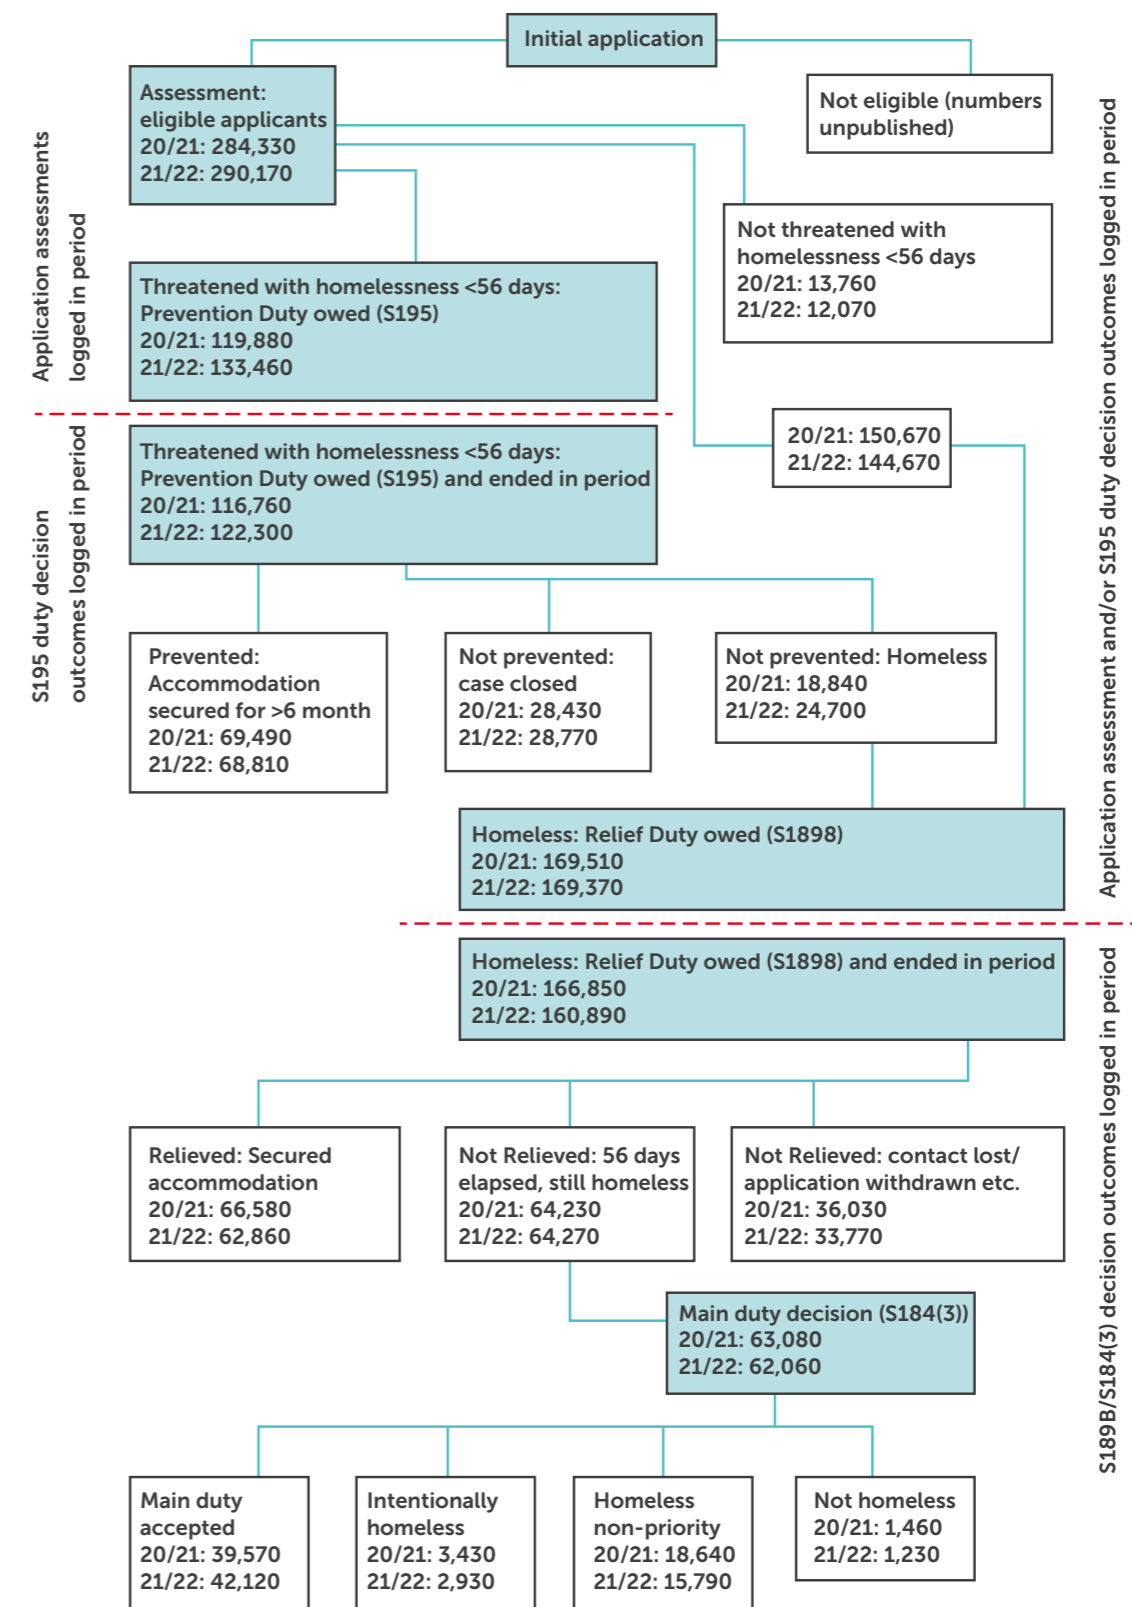 Initial application
Assessment:
eligible applicants
20/21: 284,330
21/22: 290,170
Not eligible (numbers
unpublished)
Not threatened with
homelessness <56 days
20/21: 13,760
21/22: 12,070
Threatened with homelessness <56 days:
Prevention Duty owed (S195)
20/21: 119,880
21/22: 133,460
Application assessments
logged in period
20/21: 150,670
21/22: 144,670
Threatened with homelessness <56 days:
Prevention Duty owed (S195) and ended in period
20/21: 116,760
21/22: 122,300
S195 duty decision
outcomes logged in period
Prevented:
Accommodation
secured for >6 month
20/21: 69,490
21/22: 68,810
Not prevented:
case closed
20/21: 28,430
21/22: 28,770
Not prevented: Homeless
20/21: 18,840
21/22: 24,700
Homeless: Relief Duty owed (S1898)
20/21: 169,510
21/22: 169,370
Application assessment and/or S195 duty decision outcomes logged in period
Homeless: Relief Duty owed (S1898) and ended in period
20/21: 166,850
21/22: 160,890
Relieved: Secured
accommodation
20/21: 66,580
21/22: 62,860
Not Relieved: 56 days
elapsed, still homeless
20/21: 64,230
21/22: 64,270
Not Relieved: contact lost/
application withdrawn etc.
20/21: 36,030
21/22: 33,770
Main duty decision (S184(3))
20/21: 63,080
21/22: 62,060
Main duty
accepted
20/21: 39,570
21/22: 42,120
Intentionally
homeless
20/21: 3,430
21/22: 2,930
Homeless
non-priority
20/21: 18,640
21/22: 15,790
Not homeless
20/21: 1,460
21/22: 1,230
S189B/S184(3) decision outcomes logged in period